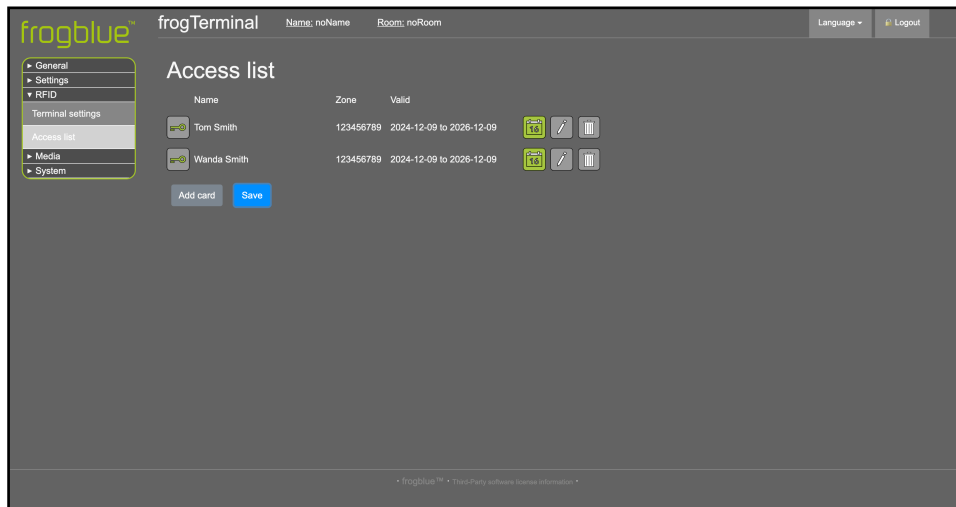 frogblue™
frogTerminal Name: noName Room: noRoom Language Logout
► General
► Settings
▼ RFID
Terminal settings
Access list
► Media
► System
Access list
Name Zone Valid
Tom Smith 123456789 2024-12-09 to 2026-12-09 16
Wanda Smith 123456789 2024-12-09 to 2026-12-09 16
Add card Save
• frogblue™ • Third-Party software license information •